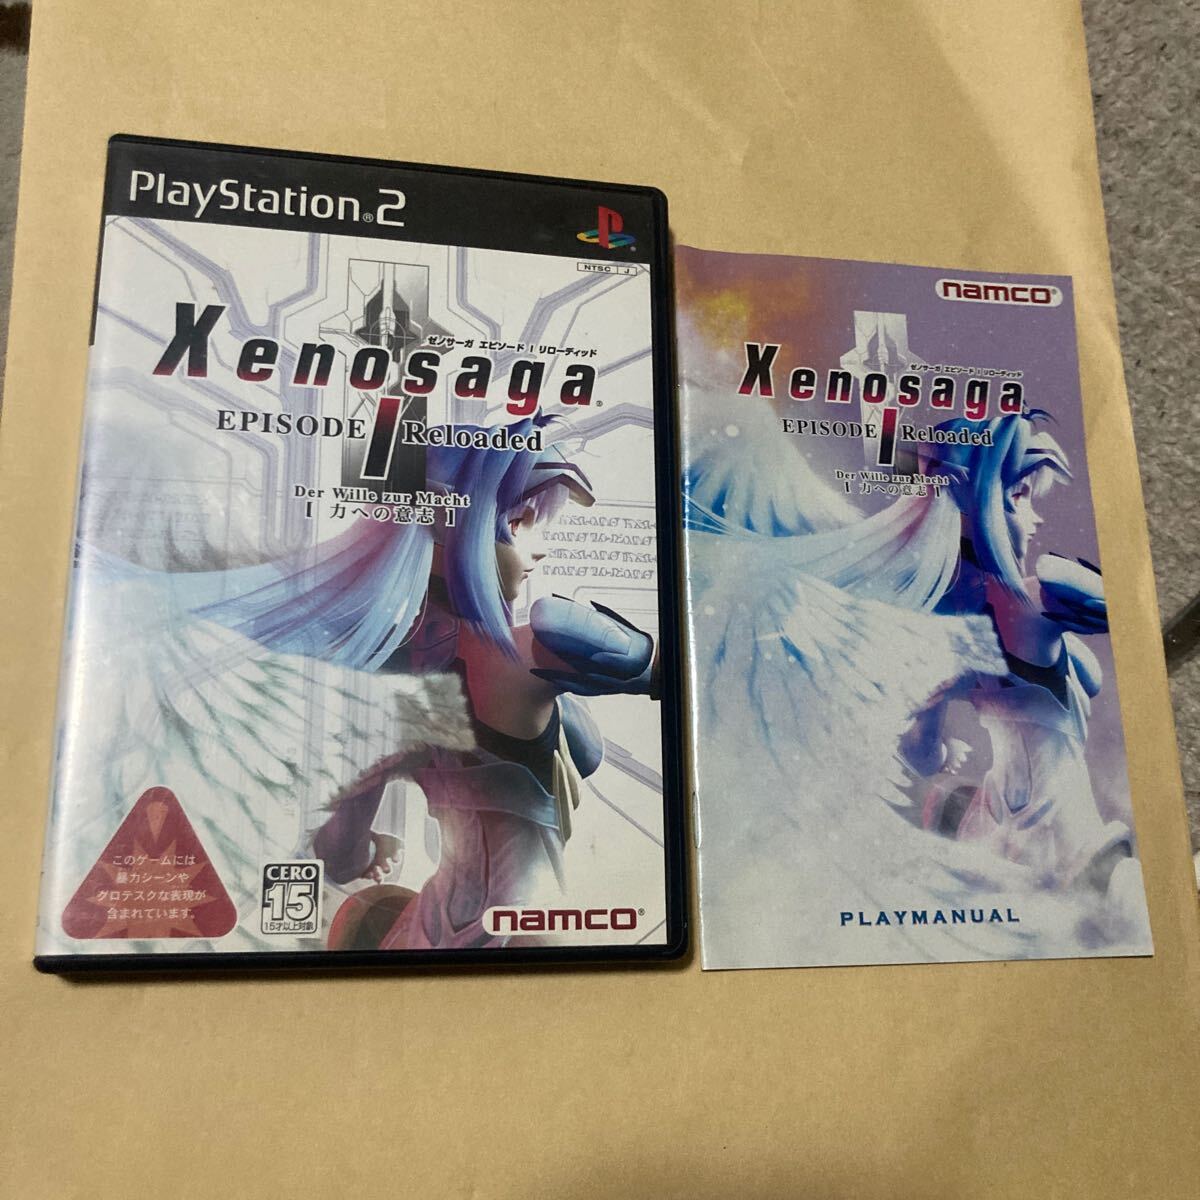 PlayStation®2
NTSC J
Xenosaga®
ゼノサーガ エピソードⅠ リローデッド
EPISODE I Reloaded
Der Wille zur Macht
[ 力への意志 ]
このゲームには
暴力シーンや
グロテスクな表現が
含まれています。
CERO
15
15才以上対象
namco®
namco®
Xenosaga
ゼノサーガ エピソードⅠ リローデッド
EPISODE I Reloaded
Der Wille zur Macht
[ 力への意志 ]
PLAYMANUAL